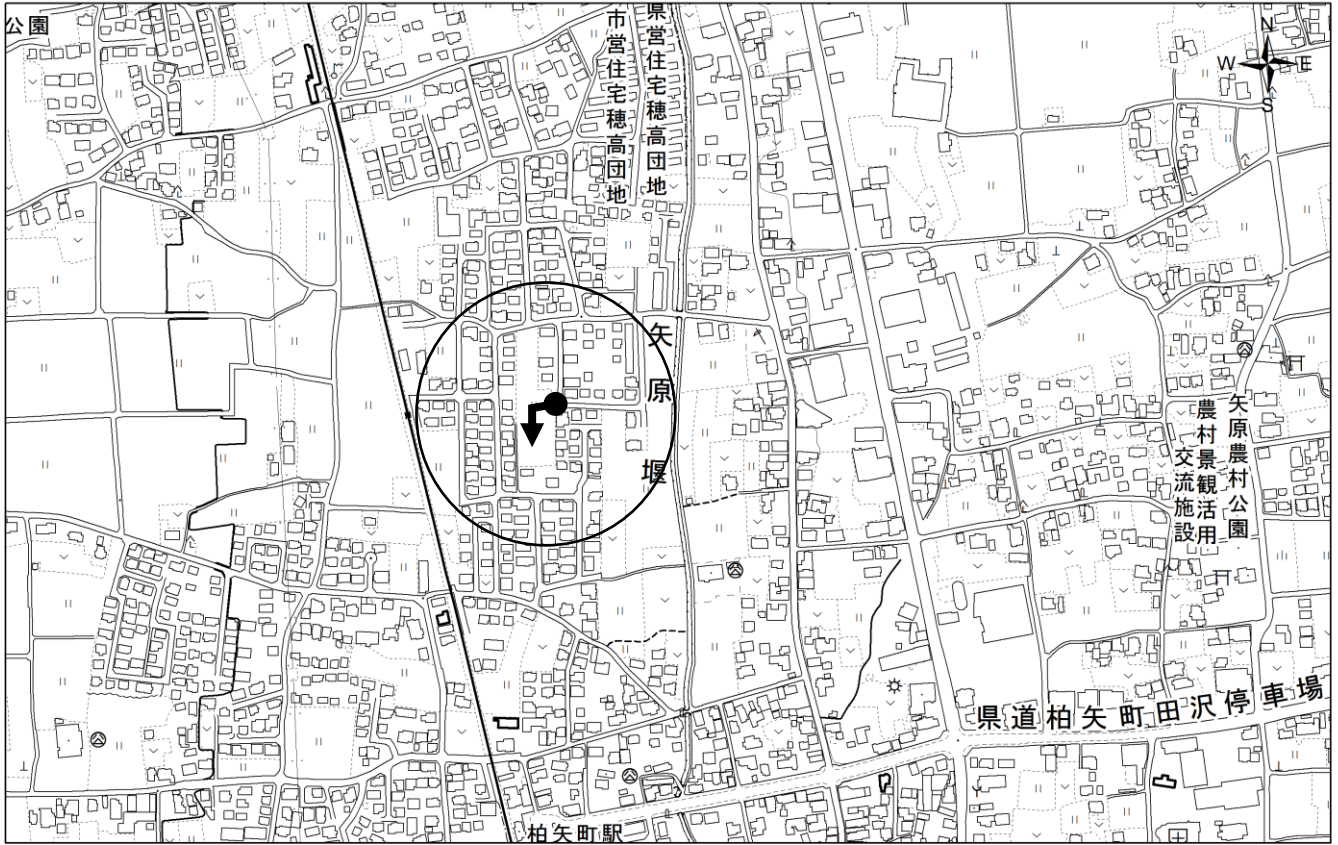 公園
市営住宅穂高団地
県営住宅穂高団地
N
W
E
S
矢原堰
矢原農村公園
農村景観活用
交流施設
県道柏矢町田沢停車場
柏矢町駅